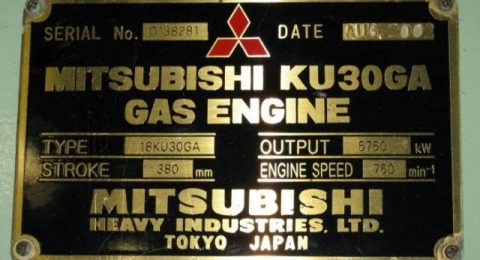 SERIAL No. 038281 DATE AUG. 2002
MITSUBISHI KU30GA
GAS ENGINE
TYPE 18KU30GA OUTPUT 5750 kW
STROKE 380 mm ENGINE SPEED 750 min⁻¹
MITSUBISHI
HEAVY INDUSTRIES, LTD.
TOKYO JAPAN